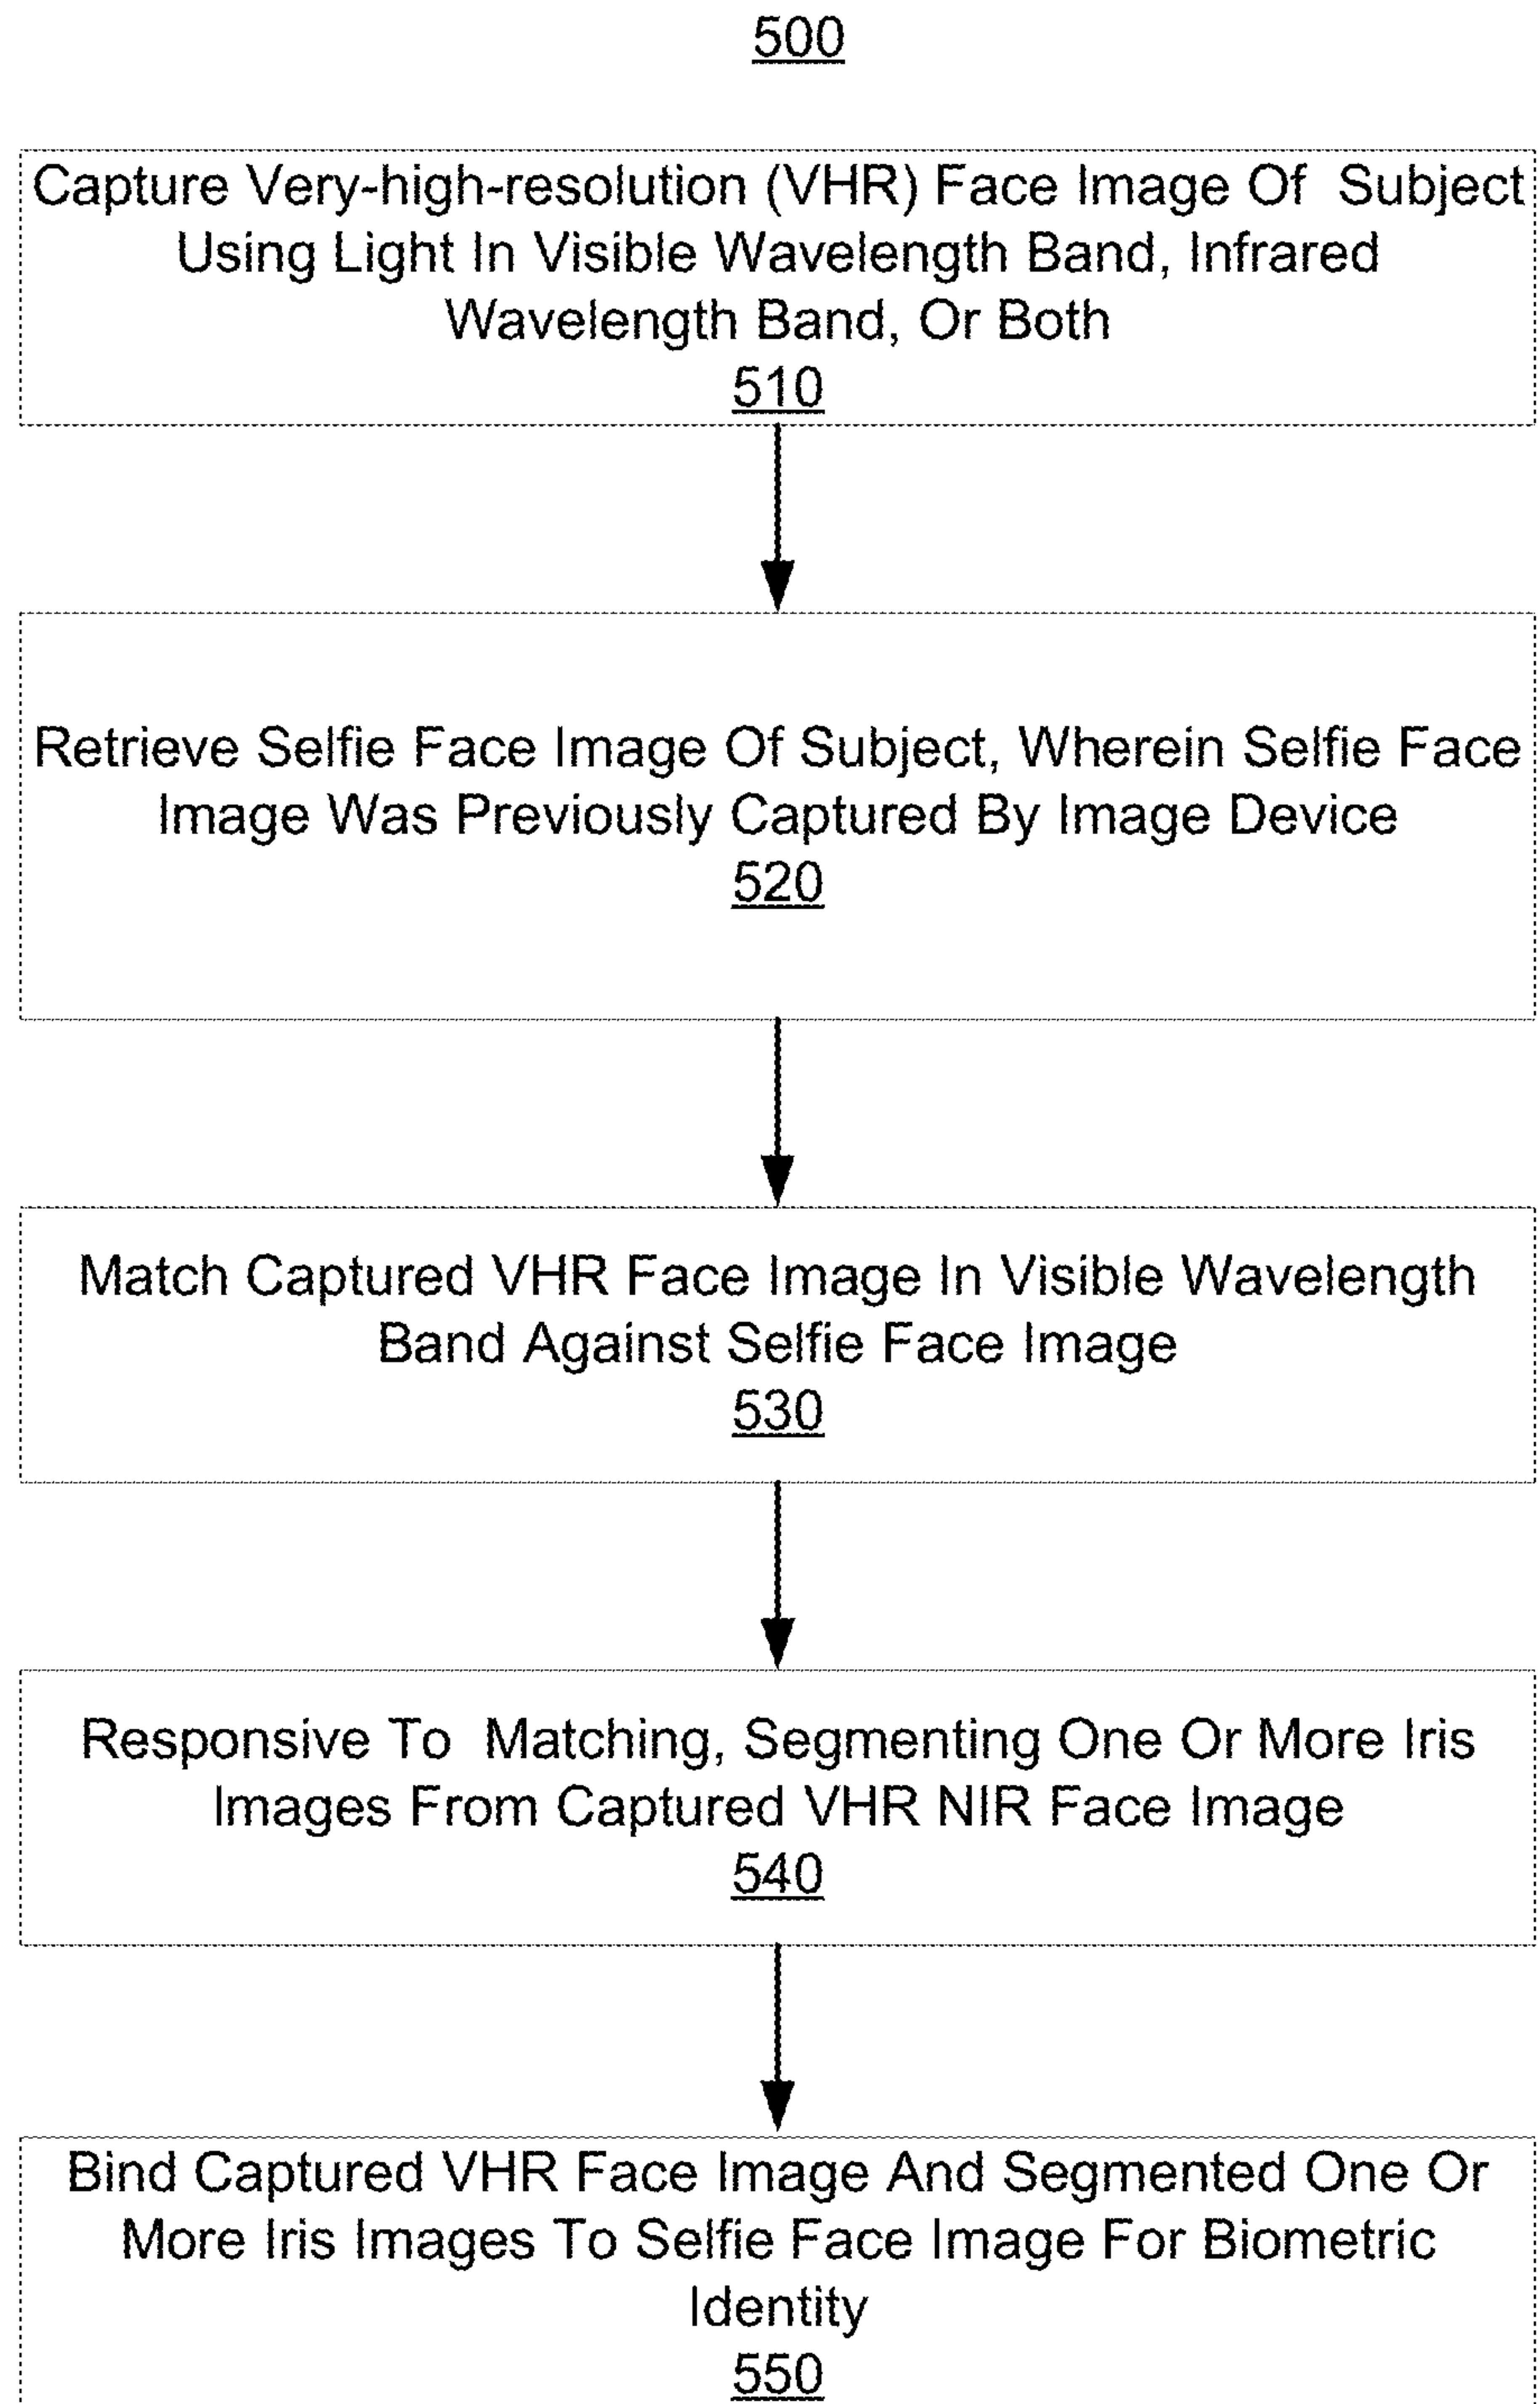 500
Capture Very-high-resolution (VHR) Face Image Of Subject
Using Light In Visible Wavelength Band, Infrared
Wavelength Band, Or Both
510
Retrieve Selfie Face Image Of Subject, Wherein Selfie Face
Image Was Previously Captured By Image Device
520
Match Captured VHR Face Image In Visible Wavelength
Band Against Selfie Face Image
530
Responsive To Matching, Segmenting One Or More Iris
Images From Captured VHR NIR Face Image
540
Bind Captured VHR Face Image And Segmented One Or
More Iris Images To Selfie Face Image For Biometric
Identity
550